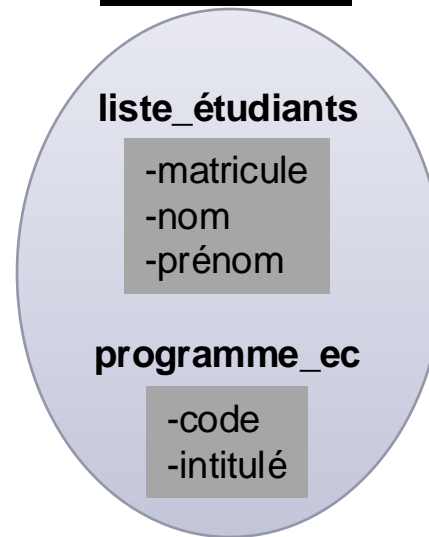 liste_étudiants
-matricule
-nom
-prénom
programme_ec
-code
-intitulé